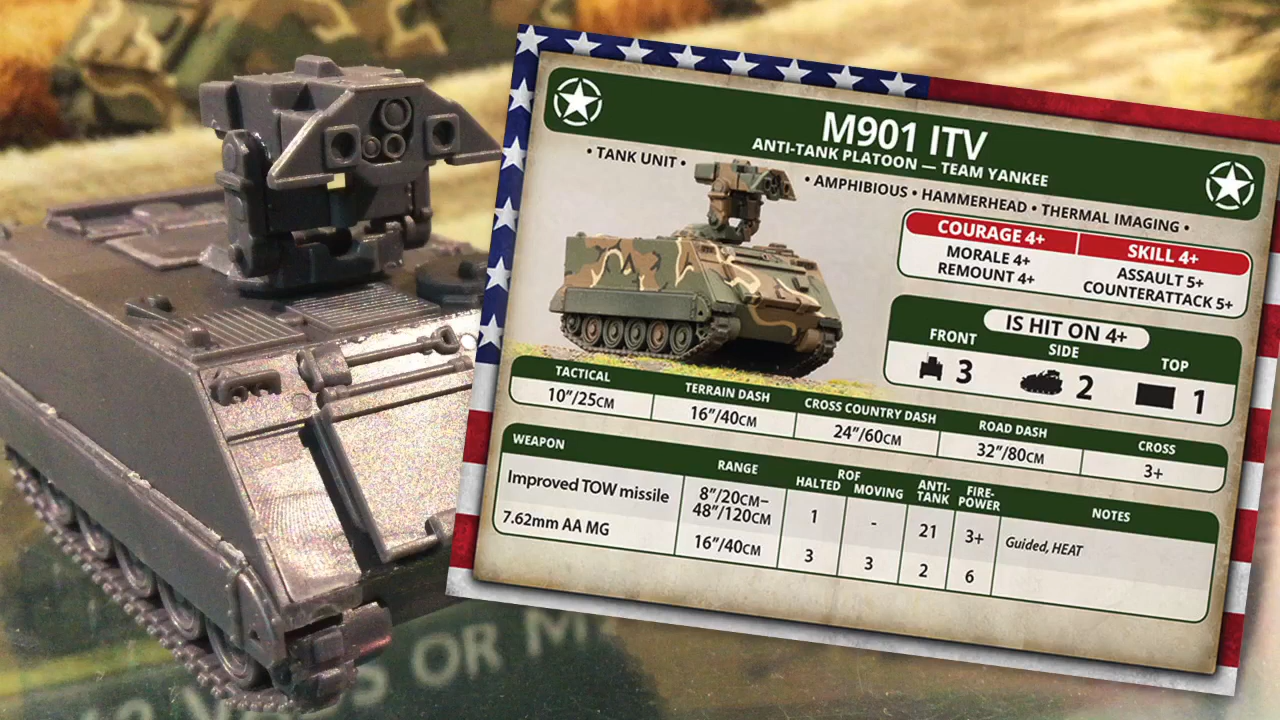 M901 ITV
ANTI-TANK PLATOON — TEAM YANKEE
• TANK UNIT •
• AMPHIBIOUS • HAMMERHEAD • THERMAL IMAGING •
COURAGE 4+
MORALE 4+
REMOUNT 4+
SKILL 4+
ASSAULT 5+
COUNTERATTACK 5+
IS HIT ON 4+
FRONT SIDE TOP
3 2 1
TACTICAL TERRAIN DASH CROSS COUNTRY DASH ROAD DASH CROSS
10"/25CM 16"/40CM 24"/60CM 32"/80CM 3+
WEAPON RANGE ROF HALTED MOVING ANTI-TANK FIRE-POWER NOTES
Improved TOW missile 8"/20CM–48"/120CM 1 - 21 3+ Guided, HEAT
7.62mm AA MG 16"/40CM 3 3 2 6
OR